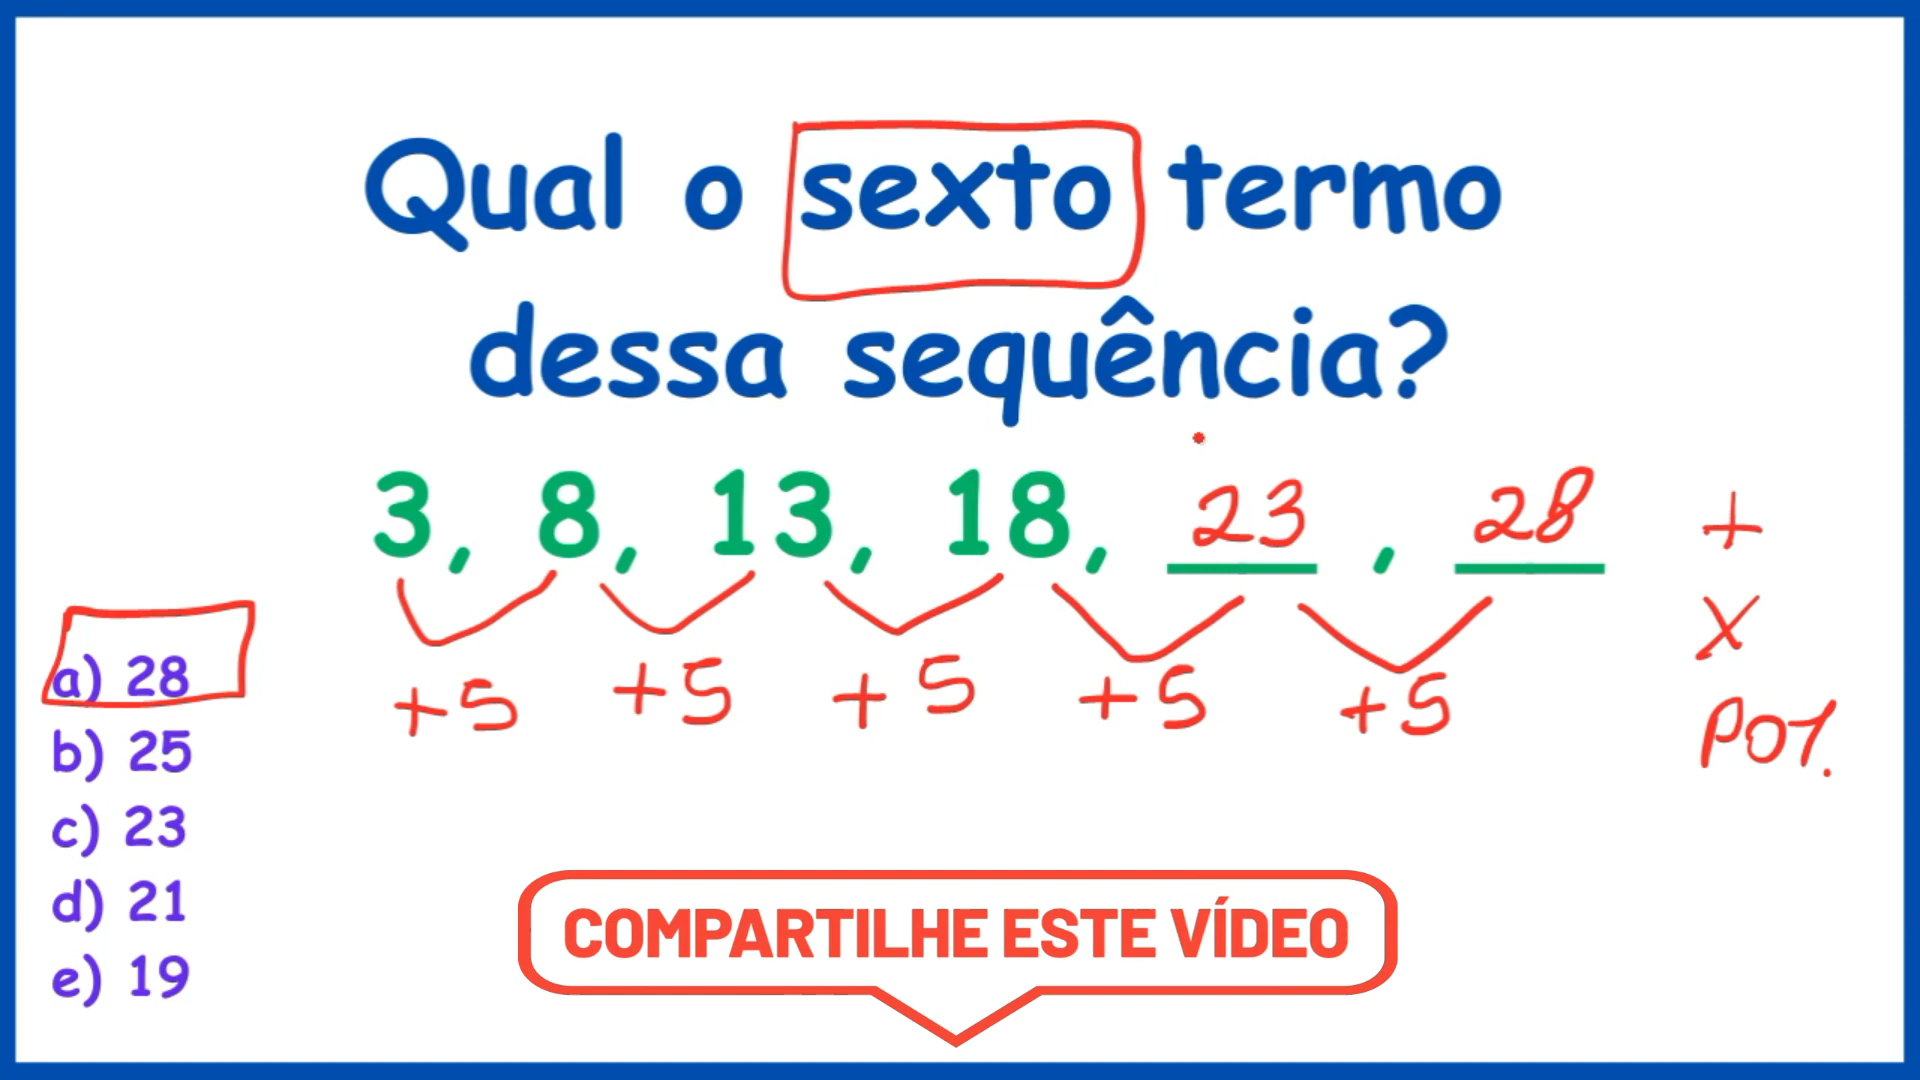 Qual o sexto termo
dessa sequência?
3, 8, 13, 18, 23, 28
+5 +5 +5 +5 +5
+
x
POT.
a) 28
b) 25
c) 23
d) 21
e) 19
COMPARTILHE ESTE VÍDEO